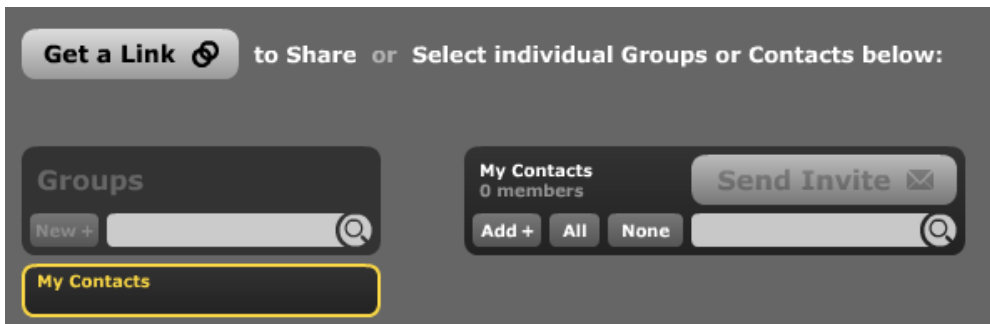 Get a Link to Share or Select individual Groups or Contacts below:
Groups
New +
My Contacts
My Contacts
0 members
Send Invite
Add + All None